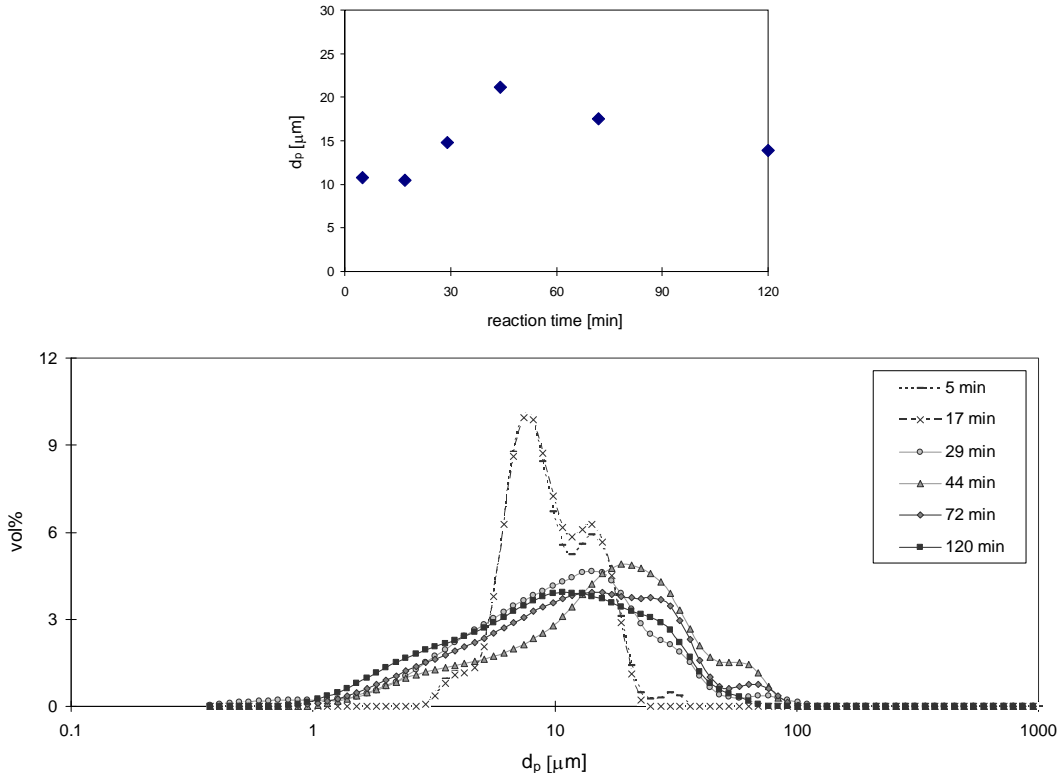 30
25
20
15
10
5
0
dp [μm]
0 30 60 90 120
reaction time [min]
12
9
6
3
0
vol%
5 min
17 min
29 min
44 min
72 min
120 min
0.1 1 10 100 1000
dp [μm]